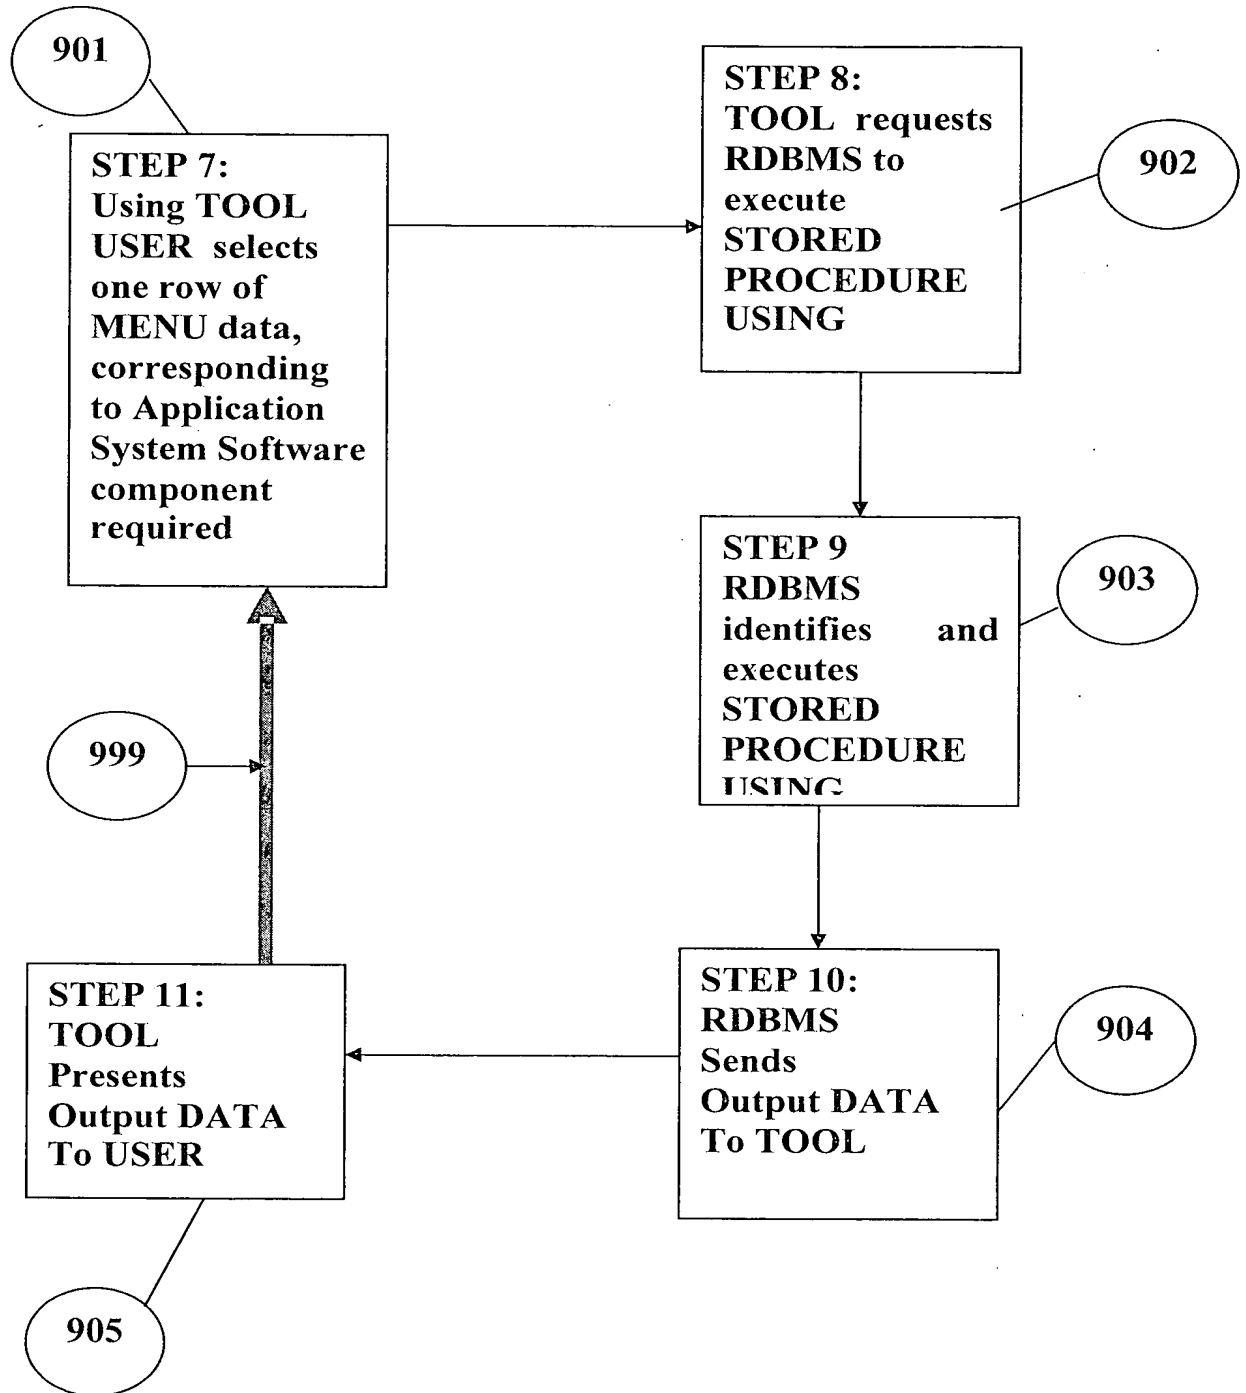 901
STEP 7:
Using TOOL
USER selects
one row of
MENU data,
corresponding
to Application
System Software
component
required
STEP 8:
TOOL requests
RDBMS to
execute
STORED
PROCEDURE
USING
902
STEP 9
RDBMS
identifies and
executes
STORED
PROCEDURE
USING
903
999
STEP 10:
RDBMS
Sends
Output DATA
To TOOL
904
STEP 11:
TOOL
Presents
Output DATA
To USER
905